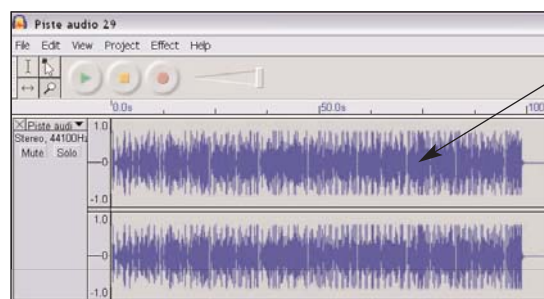 Piste audio 29
File Edit View Project Effect Help
0.0s 50.0s 100
Piste audi 1.0
Stereo, 44100Hz
Mute Solo 0
-1.0
1.0
0
-1.0